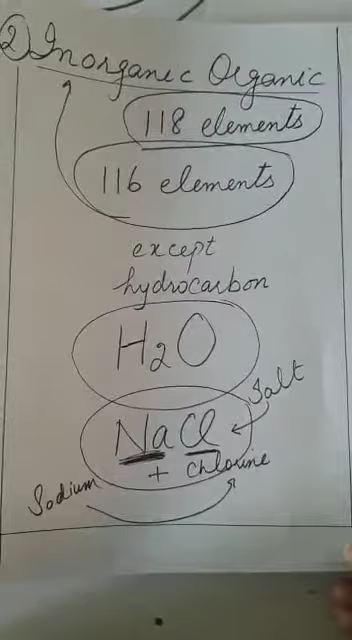 ② Inorganic Organic
118 elements
116 elements
except
hydrocarbon
H₂O
Salt
NaCl
+ Chlorine
Sodium